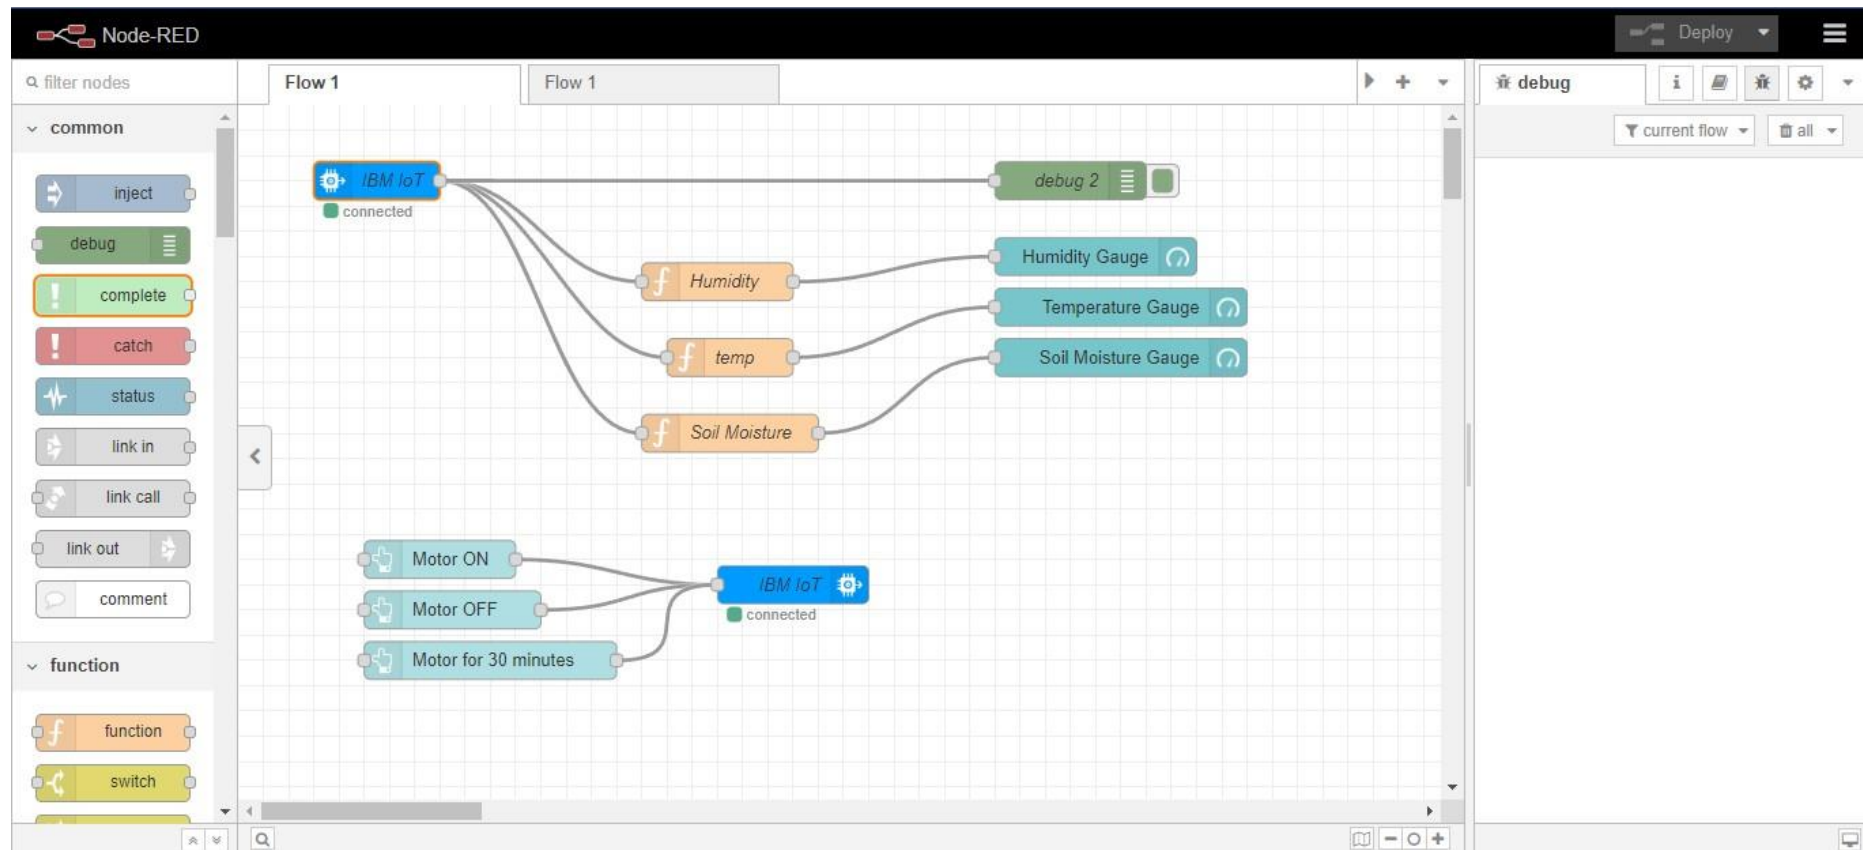 Node-RED
Deploy
filter nodes
Flow 1
Flow 1
debug
i
current flow
all
common
inject
debug
complete
catch
status
link in
link call
link out
comment
function
function
switch
IBM IoT
connected
debug 2
Humidity
Humidity Gauge
temp
Temperature Gauge
Soil Moisture
Soil Moisture Gauge
Motor ON
Motor OFF
Motor for 30 minutes
IBM IoT
connected